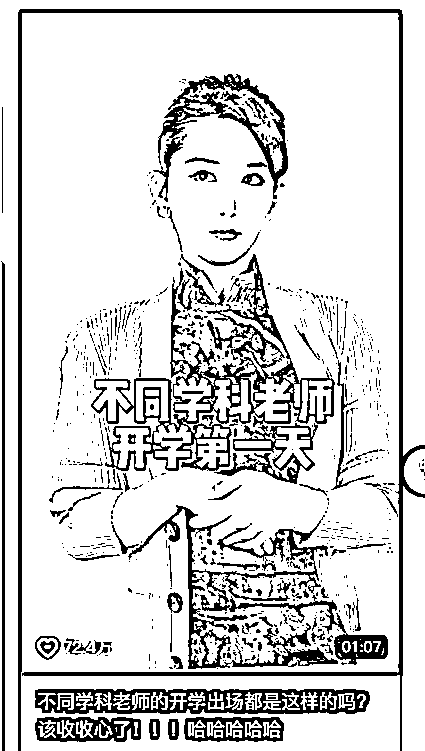 不同学科老师
开学第一天
72.4万
01:07
不同学科老师的开学出场都是这样的吗?
该收收心了!！！哈哈哈哈哈